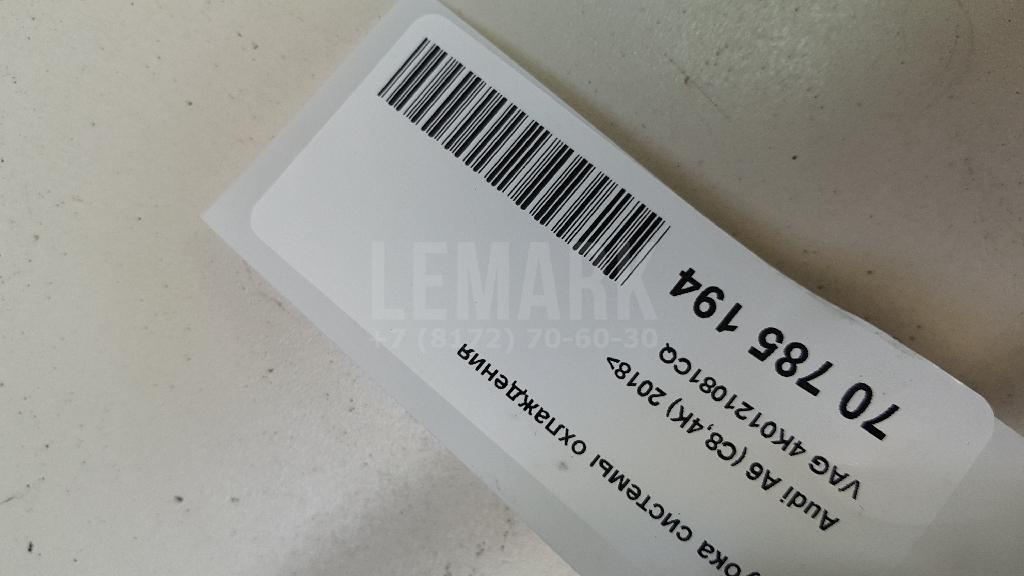 70 785 194
VAG 4K0121081CQ
Audi A6 (C8,4K) 2018>
системы охлаждения
LEMARK
+7 (8172) 70-60-30